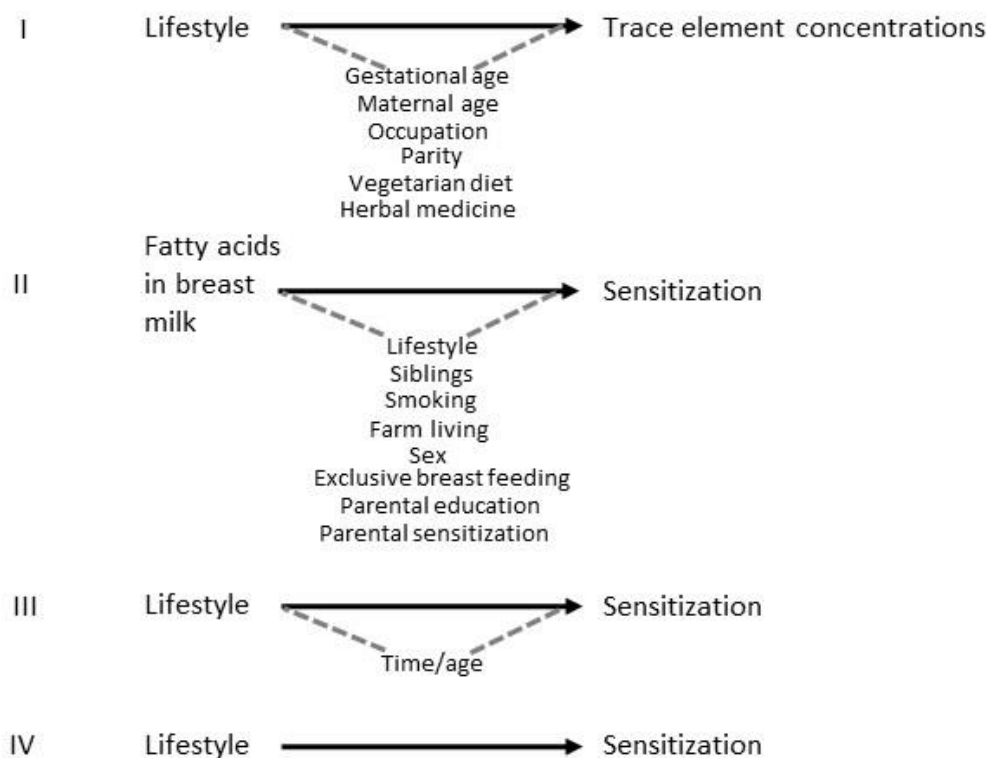 I Lifestyle Trace element concentrations
Gestational age
Maternal age
Occupation
Parity
Vegetarian diet
Herbal medicine
Fatty acids
II in breast Sensitization
milk
Lifestyle
Siblings
Smoking
Farm living
Sex
Exclusive breast feeding
Parental education
Parental sensitization
III Lifestyle Sensitization
Time/age
IV Lifestyle Sensitization